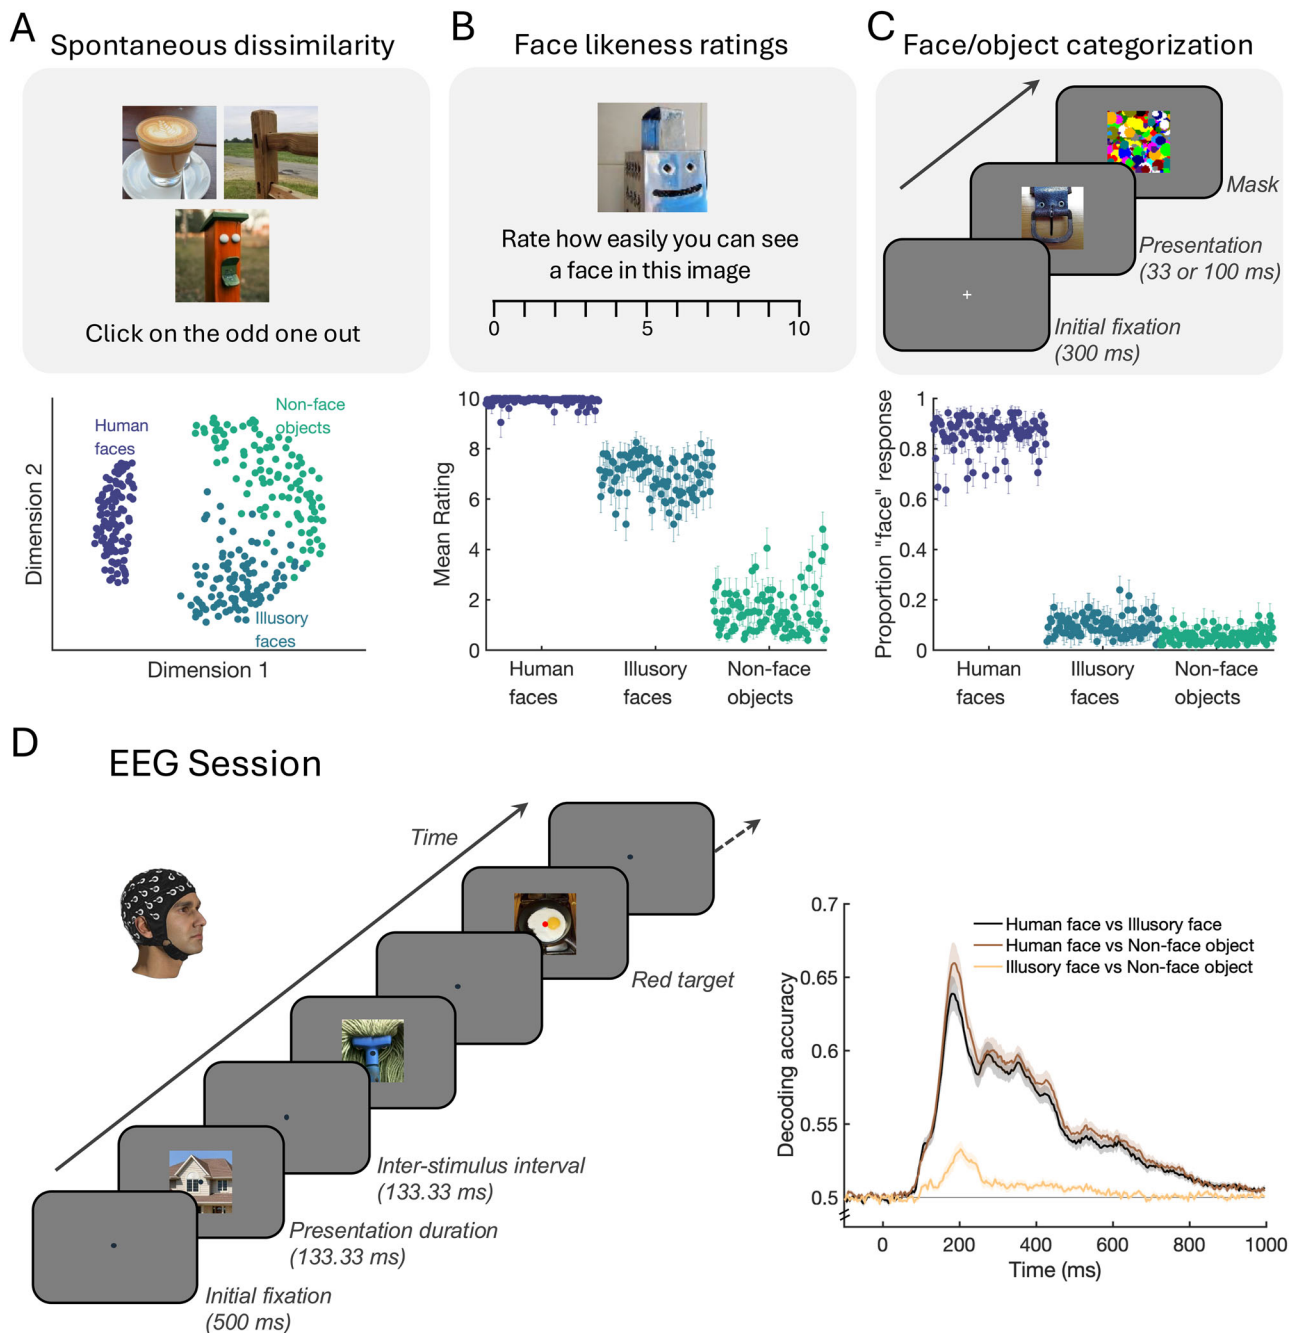 A
Spontaneous dissimilarity
Click on the odd one out
Human
faces
Non-face
objects
Illusory
faces
Dimension 2
Dimension 1
B
Face likeness ratings
Rate how easily you can see
a face in this image
0
5
10
Mean Rating
10
8
6
4
2
0
Human
faces
Illusory
faces
Non-face
objects
C
Face/object categorization
Mask
Presentation
(33 or 100 ms)
Initial fixation
(300 ms)
Proportion "face" response
1
0.8
0.6
0.4
0.2
0
Human
faces
Illusory
faces
Non-face
objects
D
EEG Session
Time
Red target
Inter-stimulus interval
(133.33 ms)
Presentation duration
(133.33 ms)
Initial fixation
(500 ms)
Human face vs Illusory face
Human face vs Non-face object
Illusory face vs Non-face object
Decoding accuracy
0.7
0.65
0.6
0.55
0.5
0
200
400
600
800
1000
Time (ms)